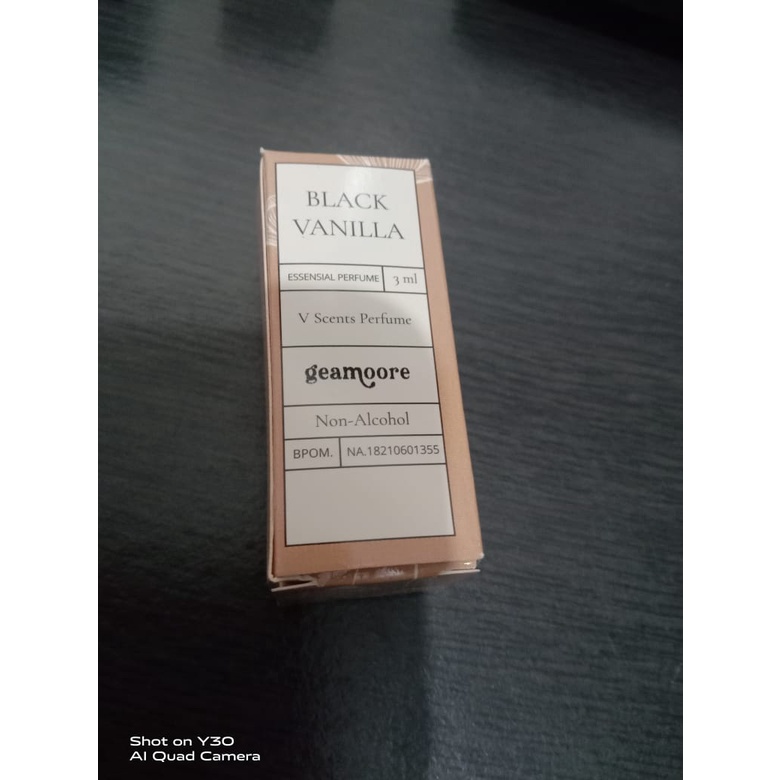 BLACK
VANILLA
ESSENSIAL PERFUME 3 ml
V Scents Perfume
geamoore
Non-Alcohol
BPOM. NA.18210601355
Shot on Y30
AI Quad Camera